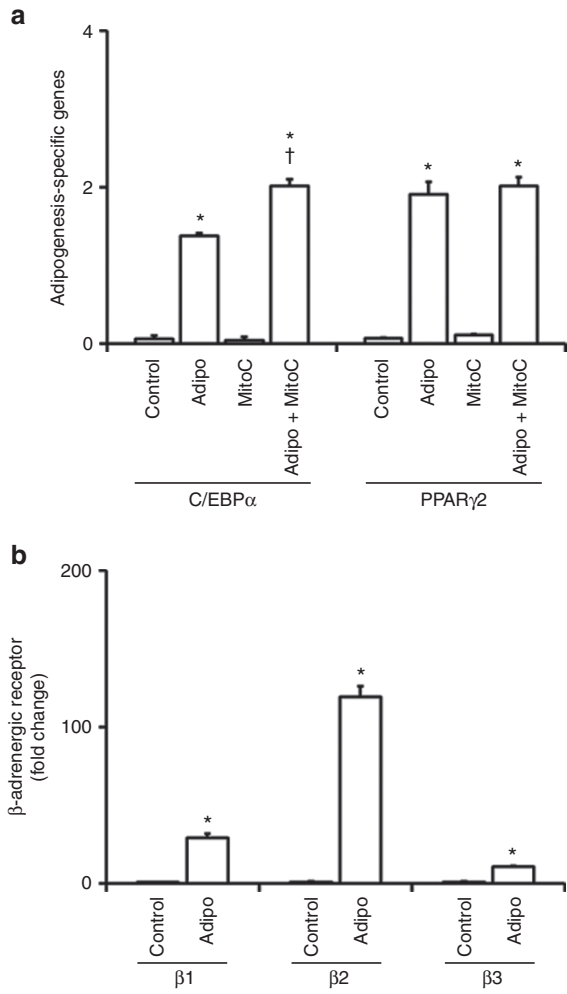 a
Adipogenesis-specific genes
4
2
0
*
*
†
*
*
Control
Adipo
MitoC
Adipo + MitoC
Control
Adipo
MitoC
Adipo + MitoC
C/EBPα
PPARγ2
b
β-adrenergic receptor
(fold change)
200
100
0
*
*
*
Control
Adipo
Control
Adipo
Control
Adipo
β1
β2
β3